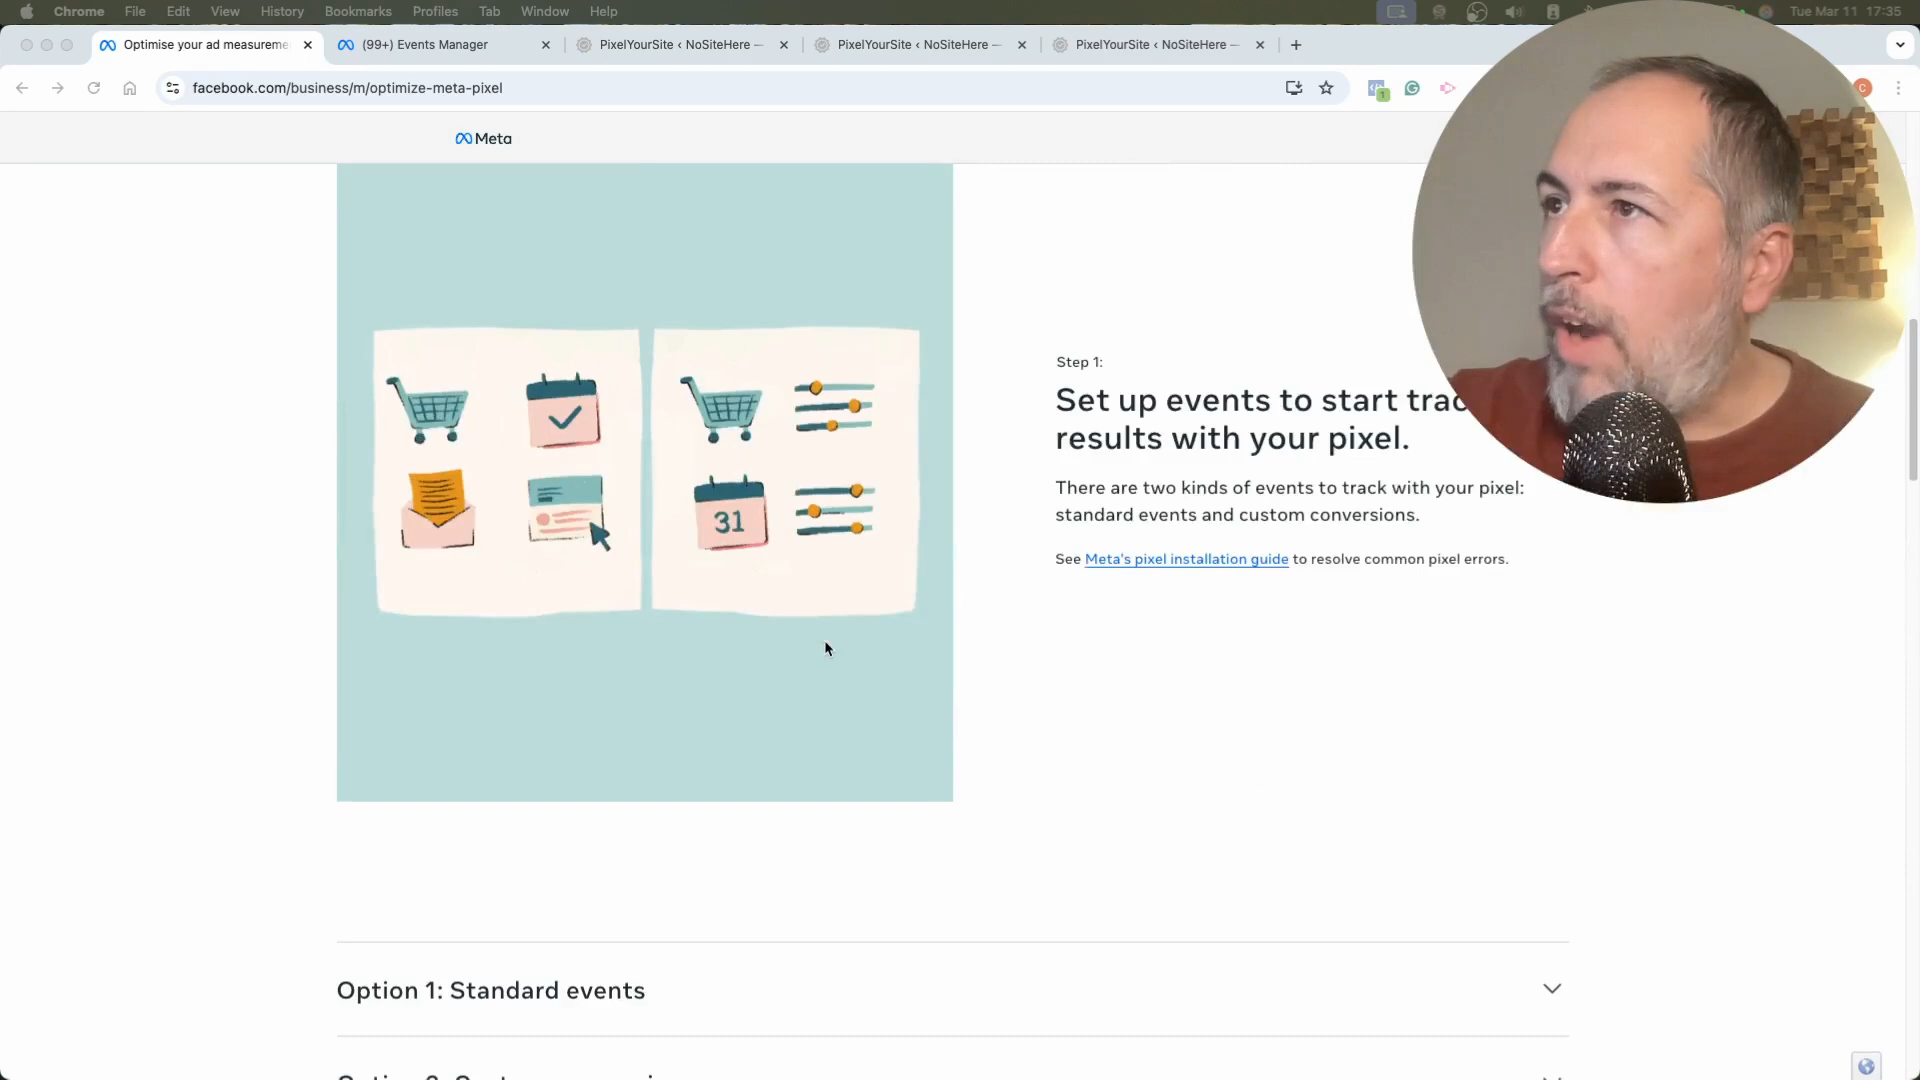 Chrome File Edit View History Bookmarks Profiles Tab Window Help Tue Mar 11 17:35
Optimise your ad measureme (99+) Events Manager PixelYourSite ‹ NoSiteHere — PixelYourSite ‹ NoSiteHere — PixelYourSite ‹ NoSiteHere —
facebook.com/business/m/optimize-meta-pixel 1 C
Meta
31
Step 1:
Set up events to start trac
results with your pixel.
There are two kinds of events to track with your pixel:
standard events and custom conversions.
See Meta's pixel installation guide to resolve common pixel errors.
Option 1: Standard events